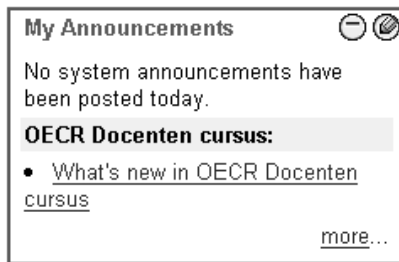 My Announcements
No system announcements have
been posted today.
OECR Docenten cursus:
• What's new in OECR Docenten
cursus
more...